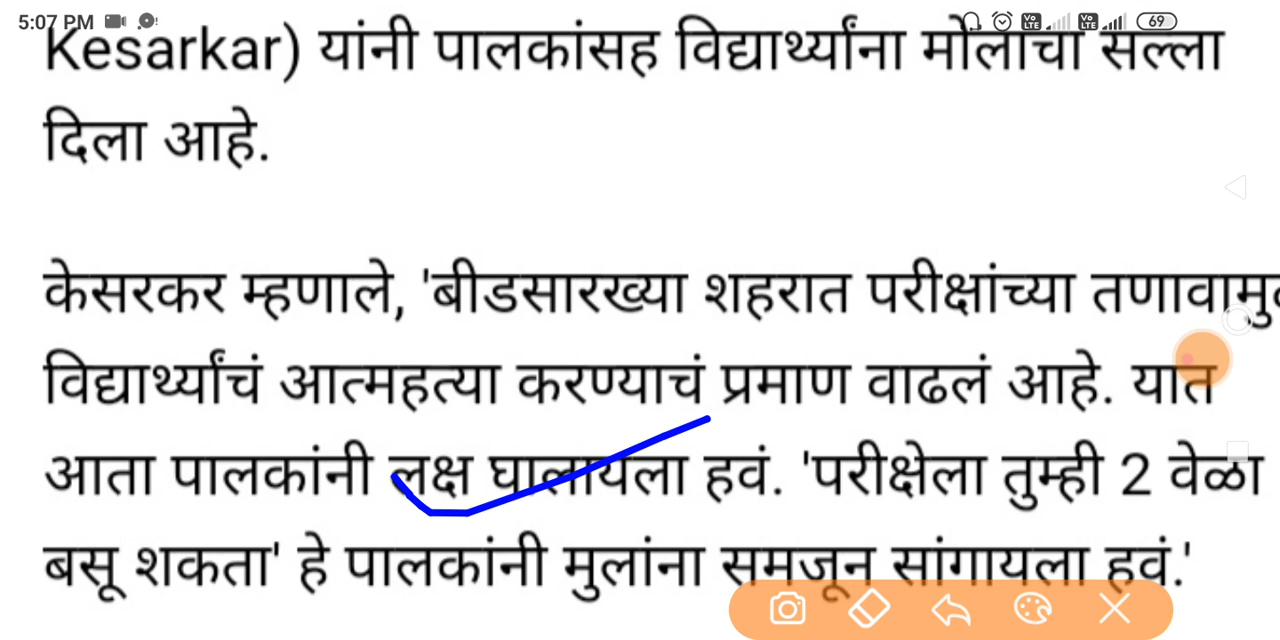 5:07 PM 69
Kesarkar) यांनी पालकांसह विद्यार्थ्यांना मोलाचा सल्ला
दिला आहे.
केसरकर म्हणाले, 'बीडसारख्या शहरात परीक्षांच्या
विद्यार्थ्यांचं आत्महत्या करण्याचं प्रमाण वाढलं आहे. यात
आता पालकांनी लक्ष घालायला हवं. 'परीक्षेला तुम्ही 2 वेळा
बसू शकता' हे पालकांनी मुलांना समजून सांगायला हवं.'